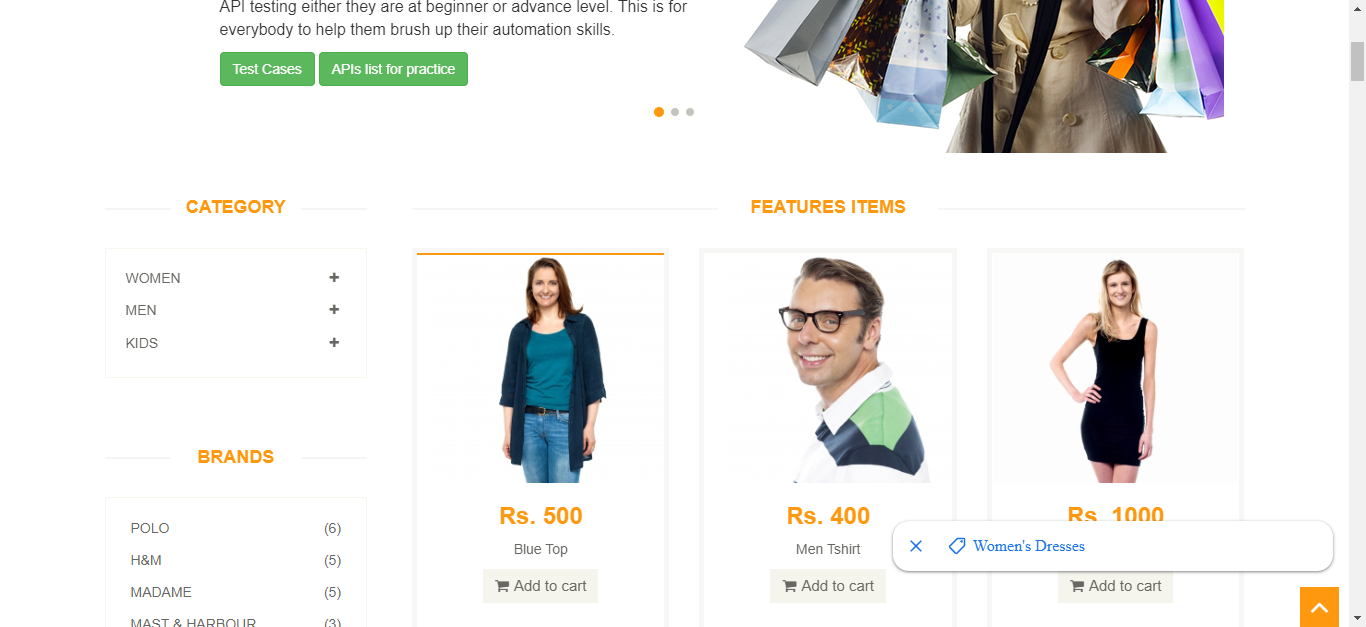 API testing either they are at beginner or advance level. This is for
everybody to help them brush up their automation skills.
Test Cases
APIs list for practice
CATEGORY
WOMEN
MEN
KIDS
BRANDS
POLO (6)
H&M (5)
MADAME (5)
MAST & HARBOUR (3)
FEATURES ITEMS
Rs. 500
Blue Top
Add to cart
Rs. 400
Men Tshirt
Add to cart
Rs. 1000
Add to cart
Women's Dresses